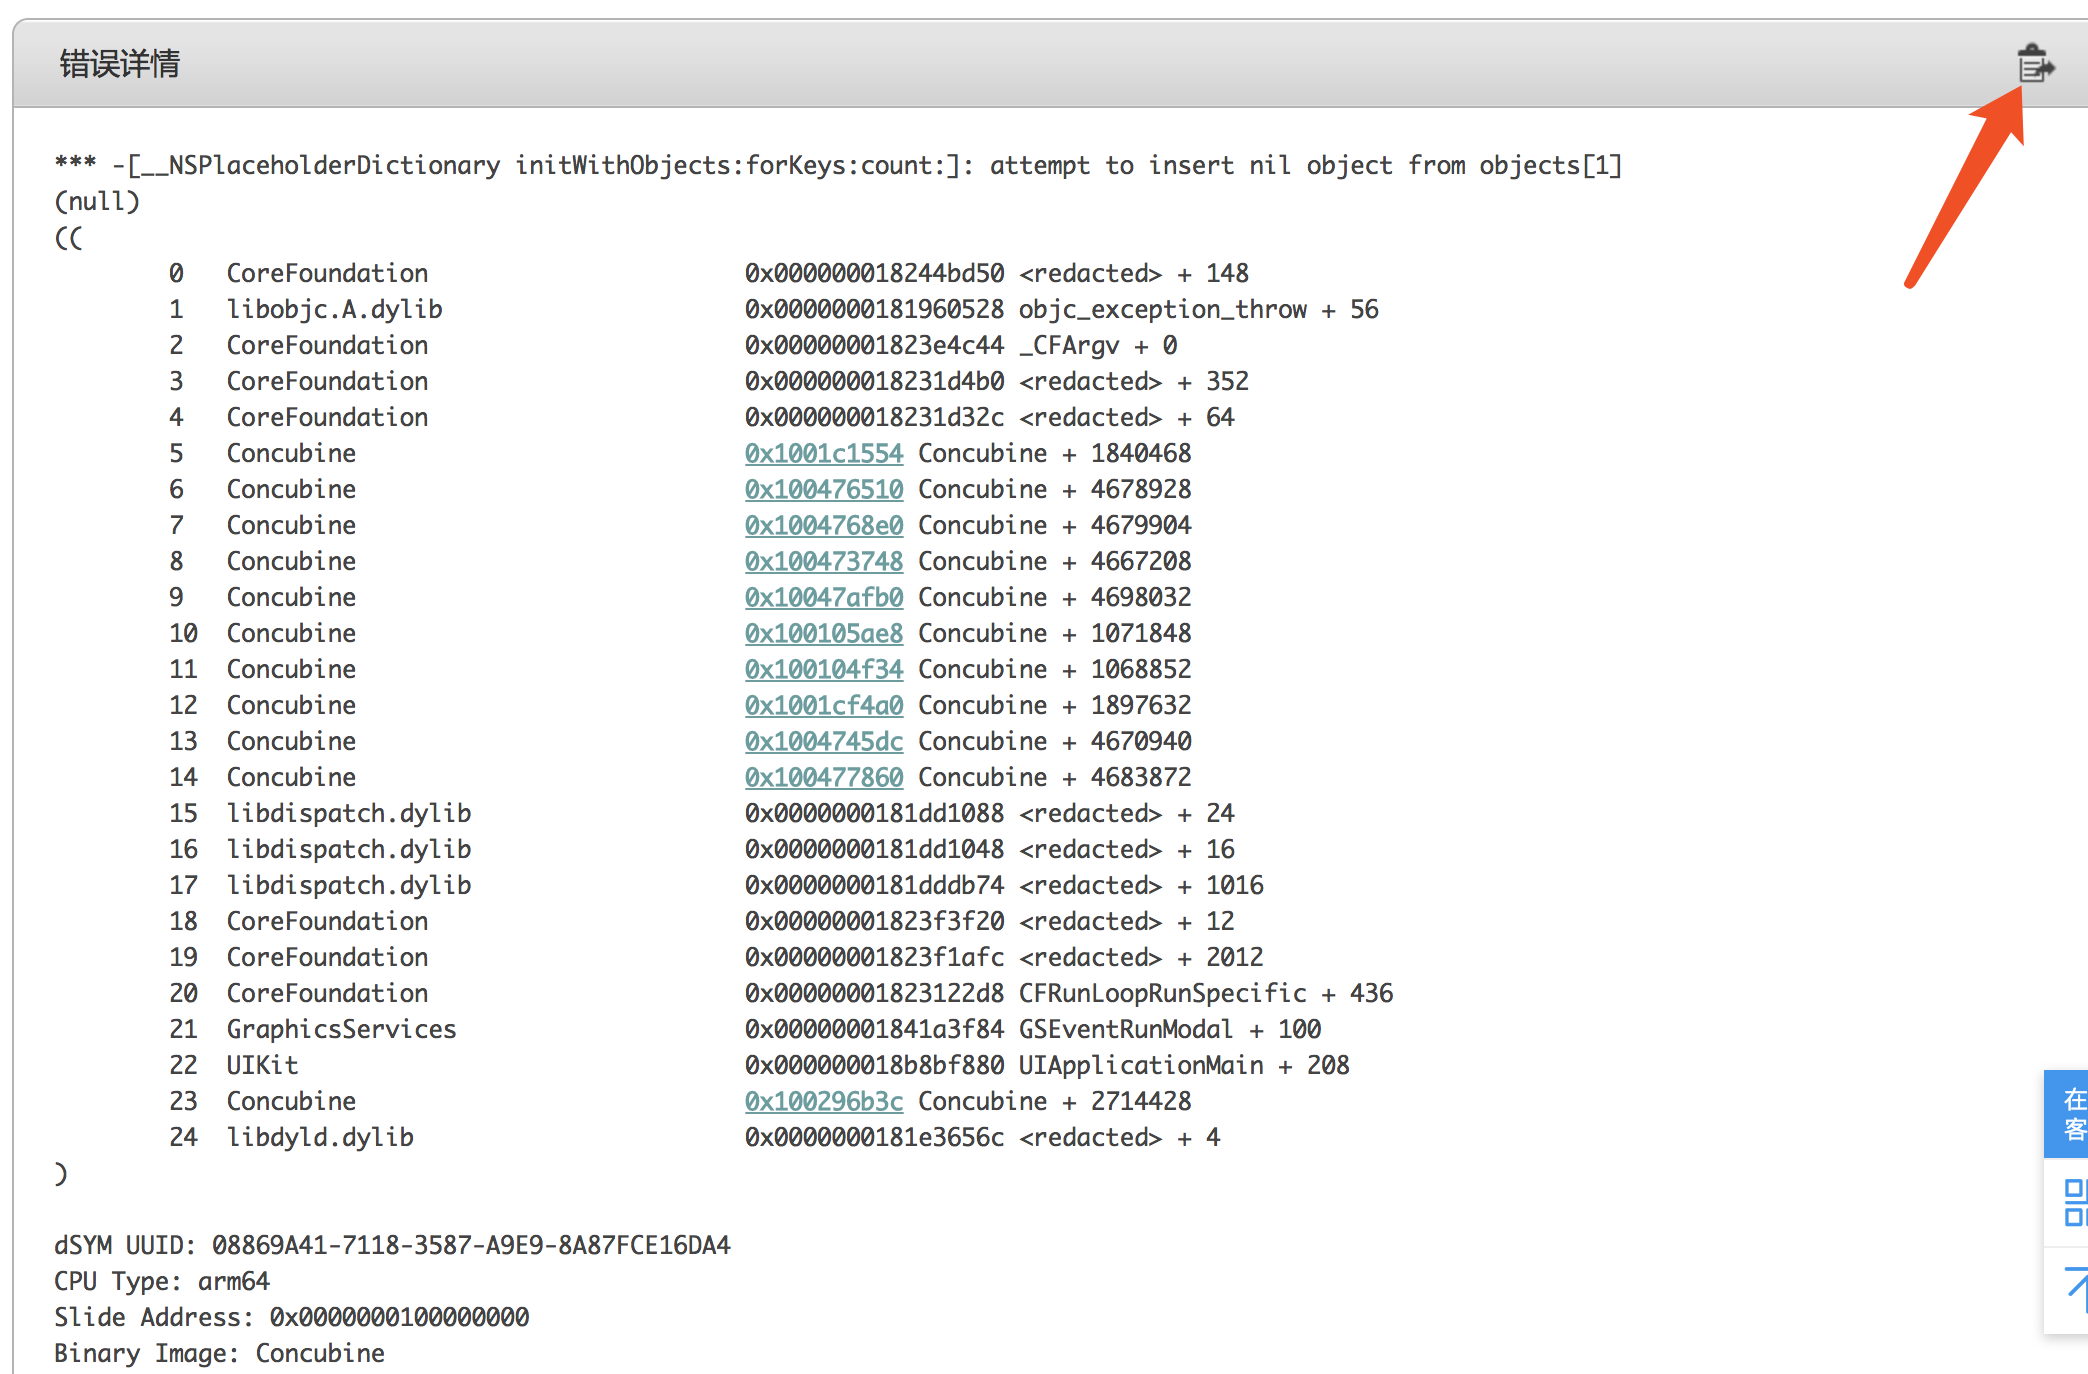 错误详情
*** -[__NSPlaceholderDictionary initWithObjects:forKeys:count:]: attempt to insert nil object from objects[1]
(null)
((
0 CoreFoundation 0x000000018244bd50 <redacted> + 148
1 libobjc.A.dylib 0x0000000181960528 objc_exception_throw + 56
2 CoreFoundation 0x00000001823e4c44 _CFArgv + 0
3 CoreFoundation 0x000000018231d4b0 <redacted> + 352
4 CoreFoundation 0x000000018231d32c <redacted> + 64
5 Concubine 0x1001c1554 Concubine + 1840468
6 Concubine 0x100476510 Concubine + 4678928
7 Concubine 0x1004768e0 Concubine + 4679904
8 Concubine 0x100473748 Concubine + 4667208
9 Concubine 0x10047afb0 Concubine + 4698032
10 Concubine 0x100105ae8 Concubine + 1071848
11 Concubine 0x100104f34 Concubine + 1068852
12 Concubine 0x1001cf4a0 Concubine + 1897632
13 Concubine 0x1004745dc Concubine + 4670940
14 Concubine 0x100477860 Concubine + 4683872
15 libdispatch.dylib 0x0000000181dd1088 <redacted> + 24
16 libdispatch.dylib 0x0000000181dd1048 <redacted> + 16
17 libdispatch.dylib 0x0000000181dddb74 <redacted> + 1016
18 CoreFoundation 0x00000001823f3f20 <redacted> + 12
19 CoreFoundation 0x00000001823f1afc <redacted> + 2012
20 CoreFoundation 0x00000001823122d8 CFRunLoopRunSpecific + 436
21 GraphicsServices 0x00000001841a3f84 GSEventRunModal + 100
22 UIKit 0x000000018b8bf880 UIApplicationMain + 208
23 Concubine 0x100296b3c Concubine + 2714428
24 libdyld.dylib 0x0000000181e3656c <redacted> + 4
)
dSYM UUID: 08869A41-7118-3587-A9E9-8A87FCE16DA4
CPU Type: arm64
Slide Address: 0x0000000100000000
Binary Image: Concubine
在
客